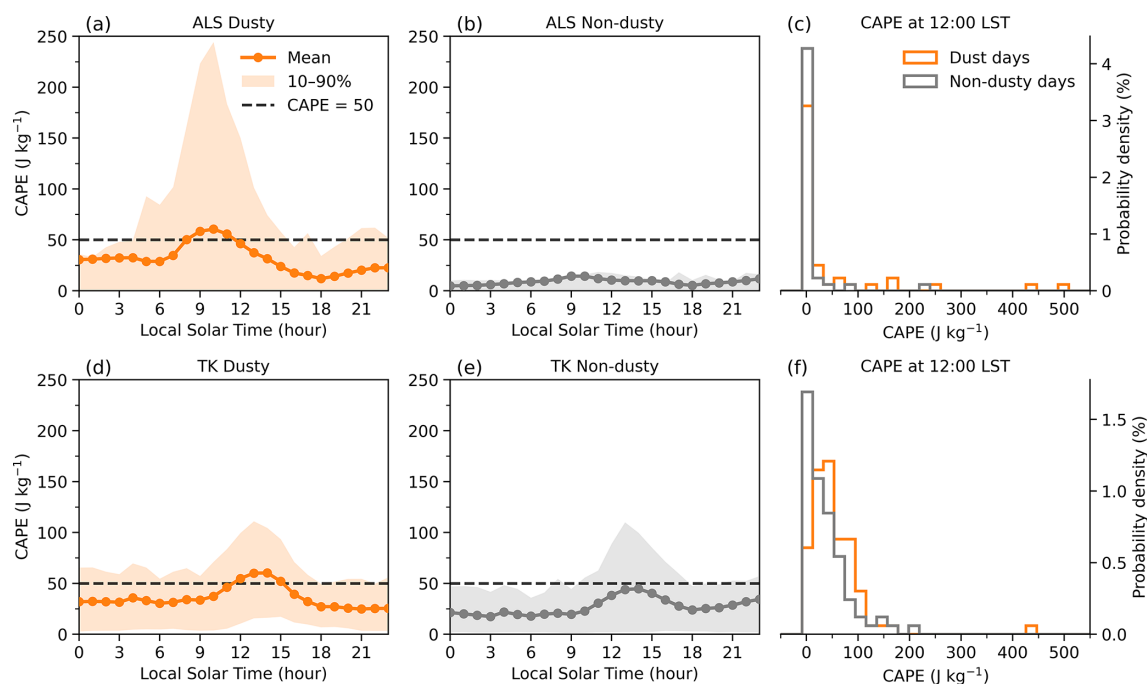 (a) ALS Dusty
(b) ALS Non-dusty
(c) CAPE at 12:00 LST
250
200
150
100
50
0
CAPE (J kg⁻¹)
Mean
10–90%
CAPE = 50
0 3 6 9 12 15 18 21
Local Solar Time (hour)
250
200
150
100
50
0
0 3 6 9 12 15 18 21
Local Solar Time (hour)
Dust days
Non-dusty days
4
3
2
1
0
Probability density (%)
0 100 200 300 400 500
CAPE (J kg⁻¹)
(d) TK Dusty
(e) TK Non-dusty
(f) CAPE at 12:00 LST
250
200
150
100
50
0
CAPE (J kg⁻¹)
0 3 6 9 12 15 18 21
Local Solar Time (hour)
250
200
150
100
50
0
0 3 6 9 12 15 18 21
Local Solar Time (hour)
1.5
1.0
0.5
0.0
Probability density (%)
0 100 200 300 400 500
CAPE (J kg⁻¹)